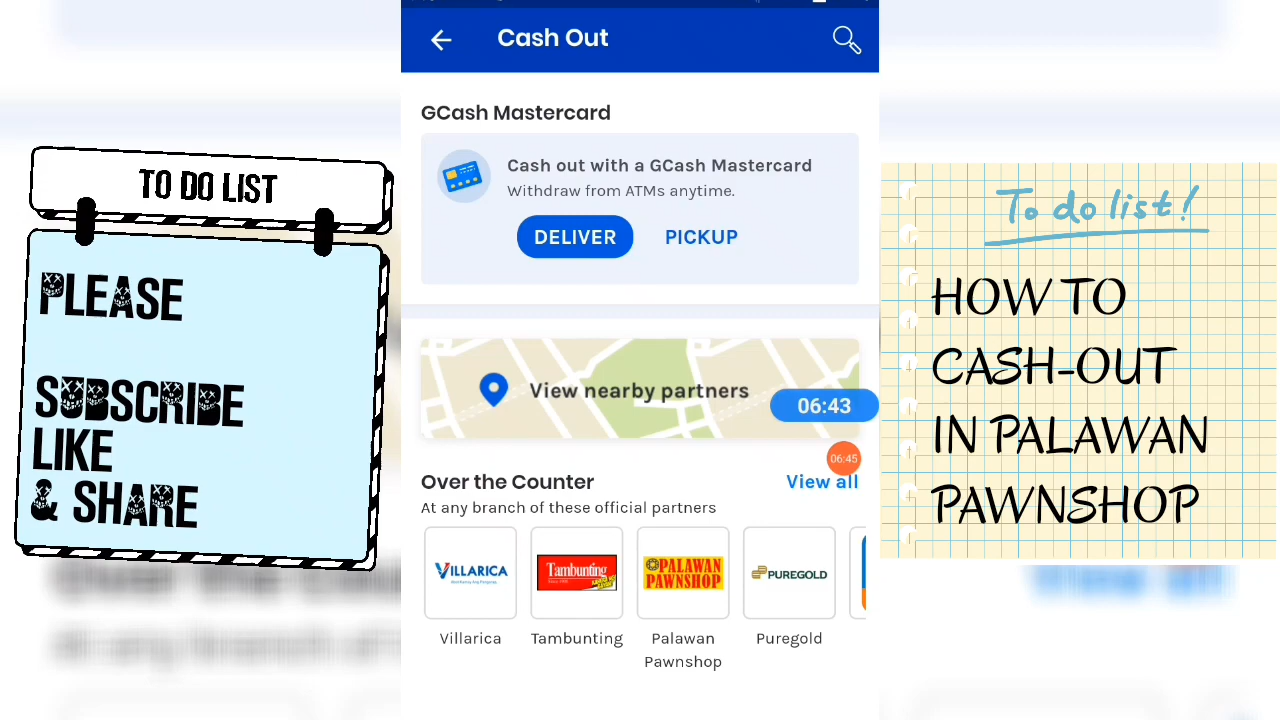 TO DO LIST
PLEASE
SUBSCRIBE
LIKE
& SHARE
Cash Out
GCash Mastercard
Cash out with a GCash Mastercard
Withdraw from ATMs anytime.
DELIVER PICKUP
View nearby partners
06:43
06:45
Over the Counter View all
At any branch of these official partners
VILLARICA
Tambunting
PALAWAN
PAWNSHOP
PUREGOLD
Villarica Tambunting Palawan Puregold
Pawnshop
To do list!
HOW TO
CASH-OUT
IN PALAWAN
PAWNSHOP